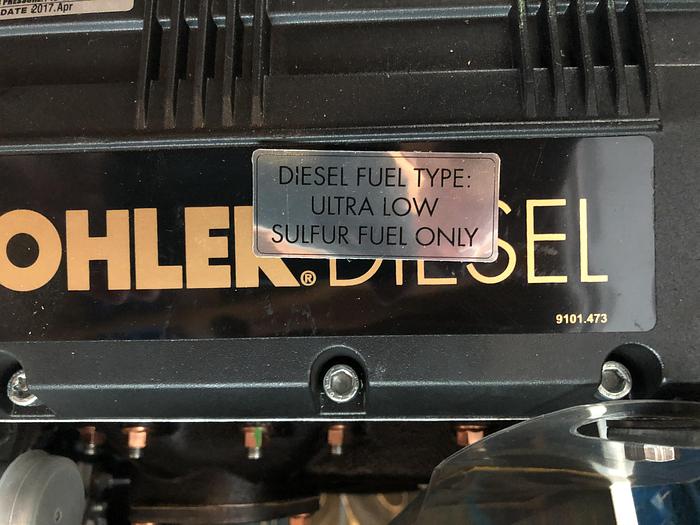 DATE 2017.Apr
DIESEL FUEL TYPE:
ULTRA LOW
SULFUR FUEL ONLY
OHLER® DIESEL
9101.473